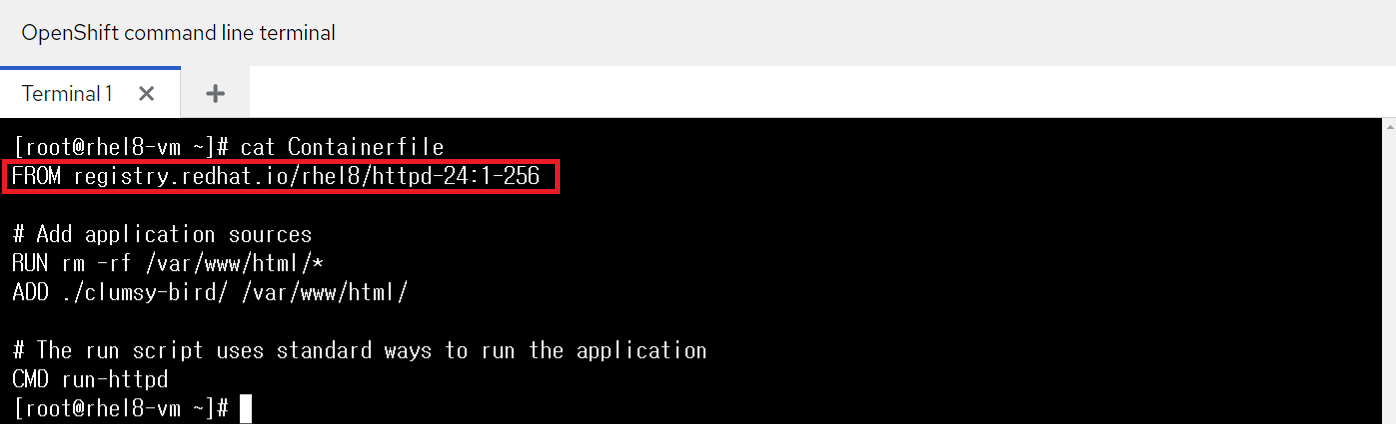 OpenShift command line terminal
Terminal 1
[root@rhel8-vm ~]# cat Containerfile
FROM registry.redhat.io/rhel8/httpd-24:1-256
# Add application sources
RUN rm -rf /var/www/html/*
ADD ./clumsy-bird/ /var/www/html/
# The run script uses standard ways to run the application
CMD run-httpd
[root@rhel8-vm ~]#